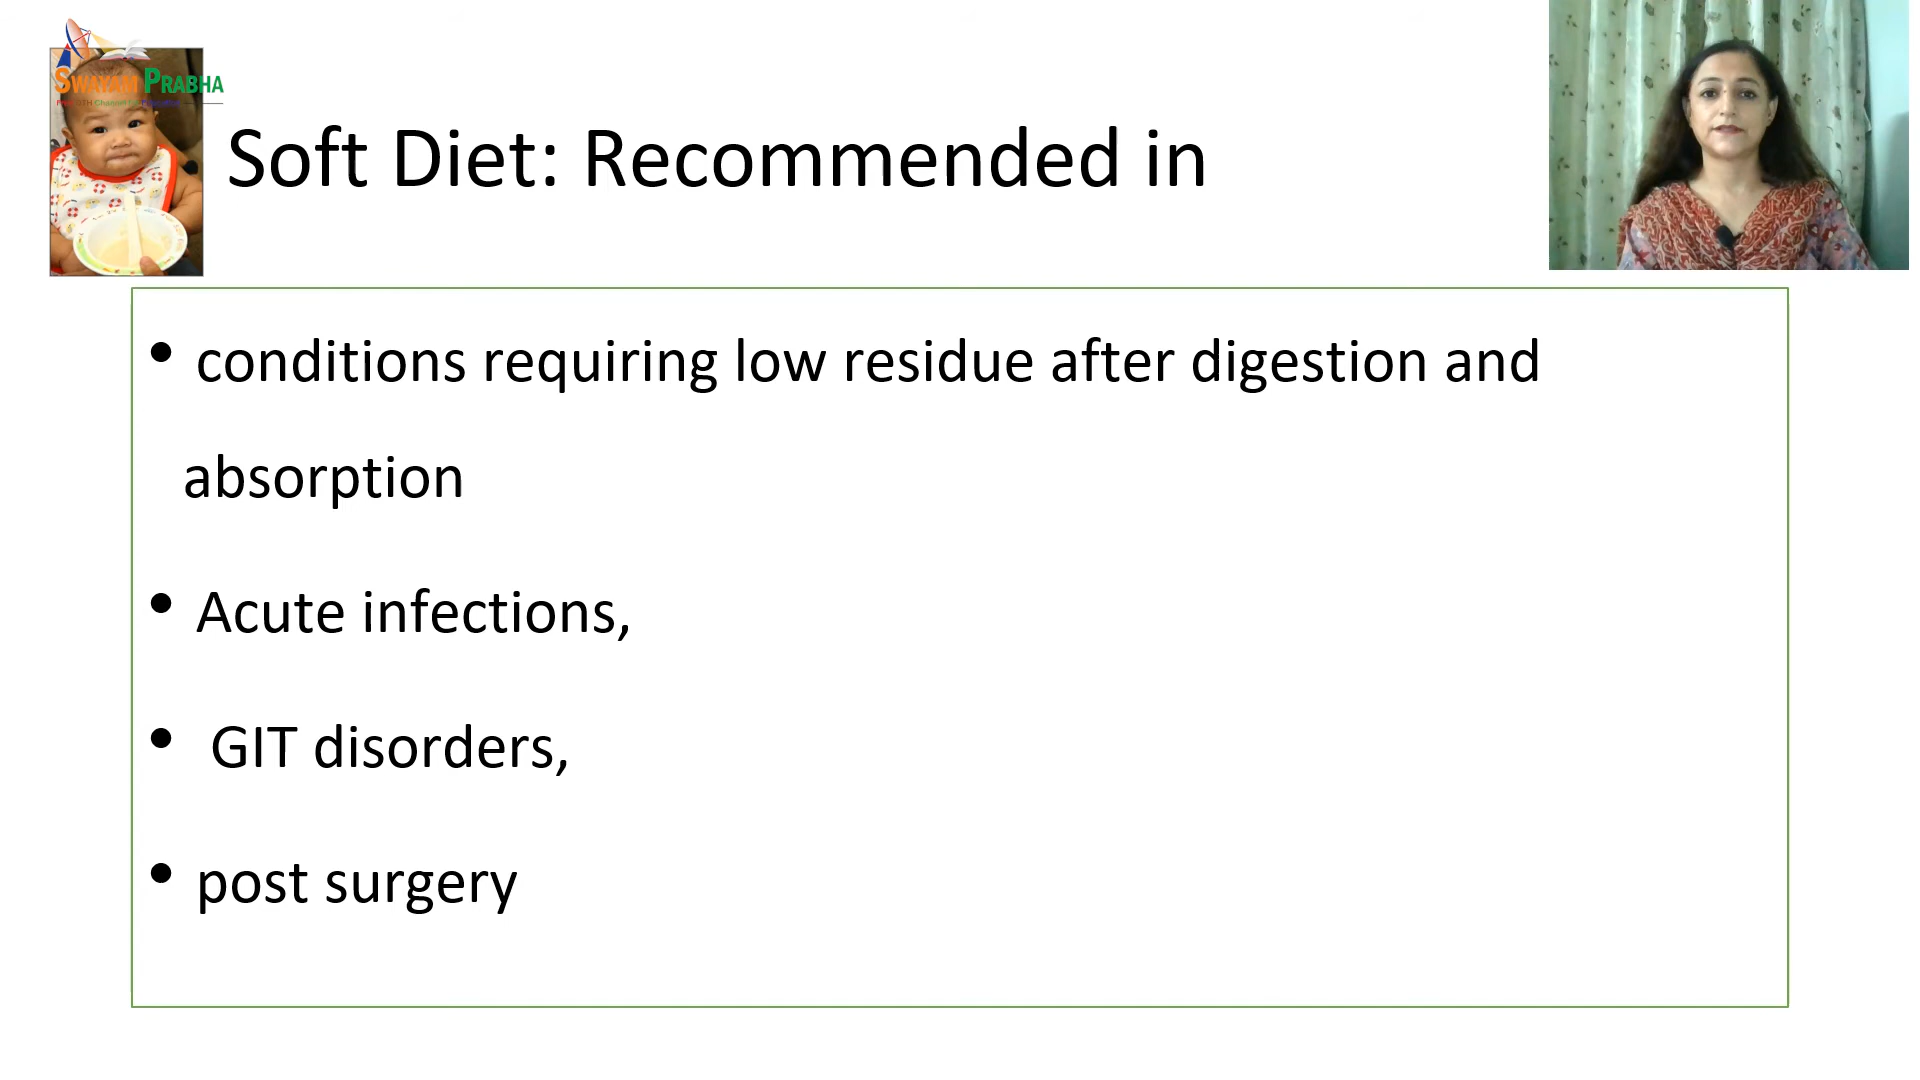 SWAYAM PRABHA
Soft Diet: Recommended in
• conditions requiring low residue after digestion and
absorption
• Acute infections,
• GIT disorders,
• post surgery